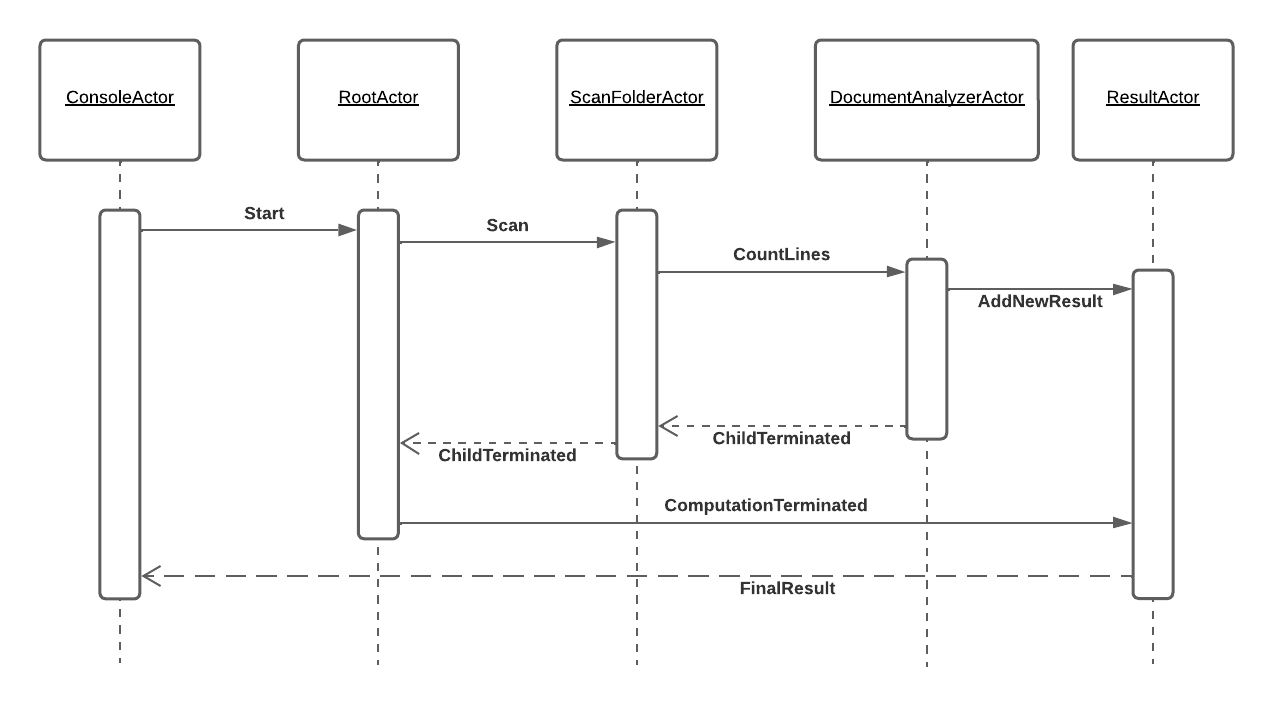 ConsoleActor
RootActor
ScanFolderActor
DocumentAnalyzerActor
ResultActor
Start
Scan
CountLines
AddNewResult
ChildTerminated
ChildTerminated
ComputationTerminated
FinalResult